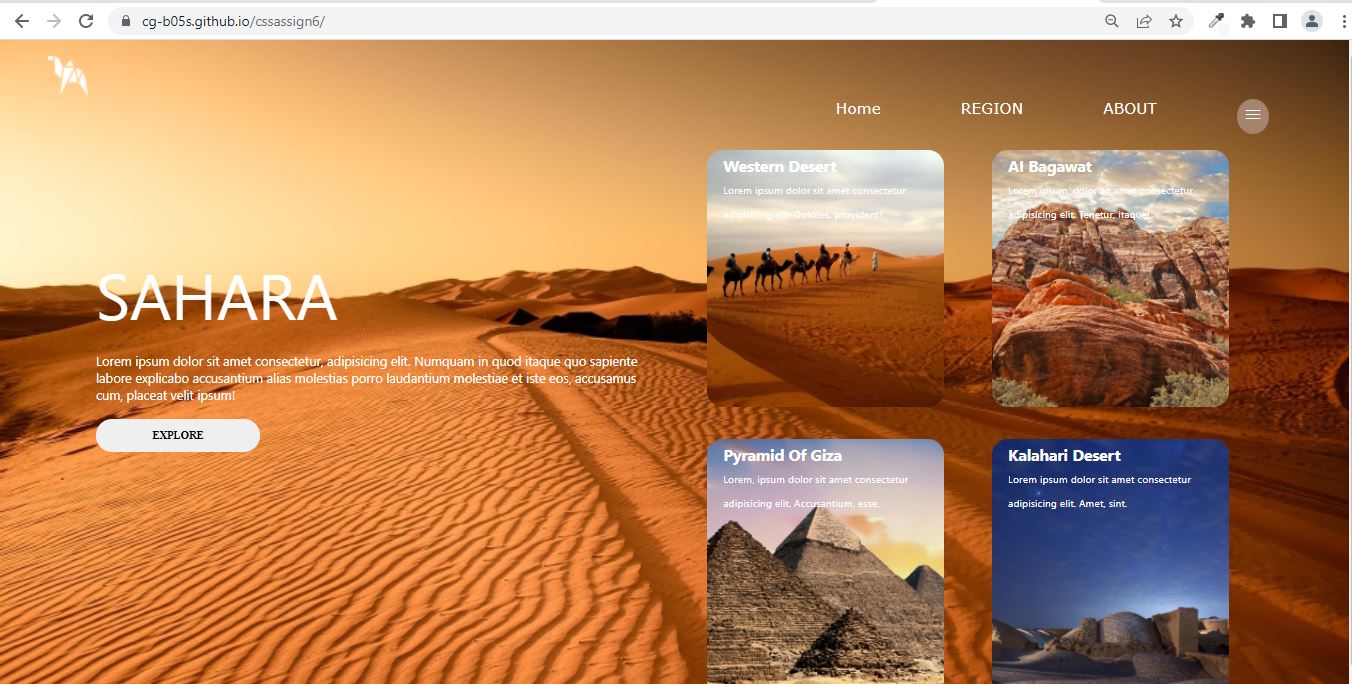 cg-b05s.github.io/cssassign6/
Home REGION ABOUT
SAHARA
Lorem ipsum dolor sit amet consectetur, adipisicing elit. Numquam in quod itaque quo sapiente
labore explicabo accusantium alias molestias porro laudantium molestiae et iste eos, accusamus
cum, placeat velit ipsum!
EXPLORE
Western Desert
Lorem ipsum dolor sit amet consectetur
adipisicing elit. Dolores, provident?
Al Bagawat
Lorem ipsum, dolor sit amet consectetur
adipisicing elit. Tenetur, itaque!
Pyramid Of Giza
Lorem, ipsum dolor sit amet consectetur
adipisicing elit. Accusantium, esse.
Kalahari Desert
Lorem ipsum dolor sit amet consectetur
adipisicing elit. Amet, sint.